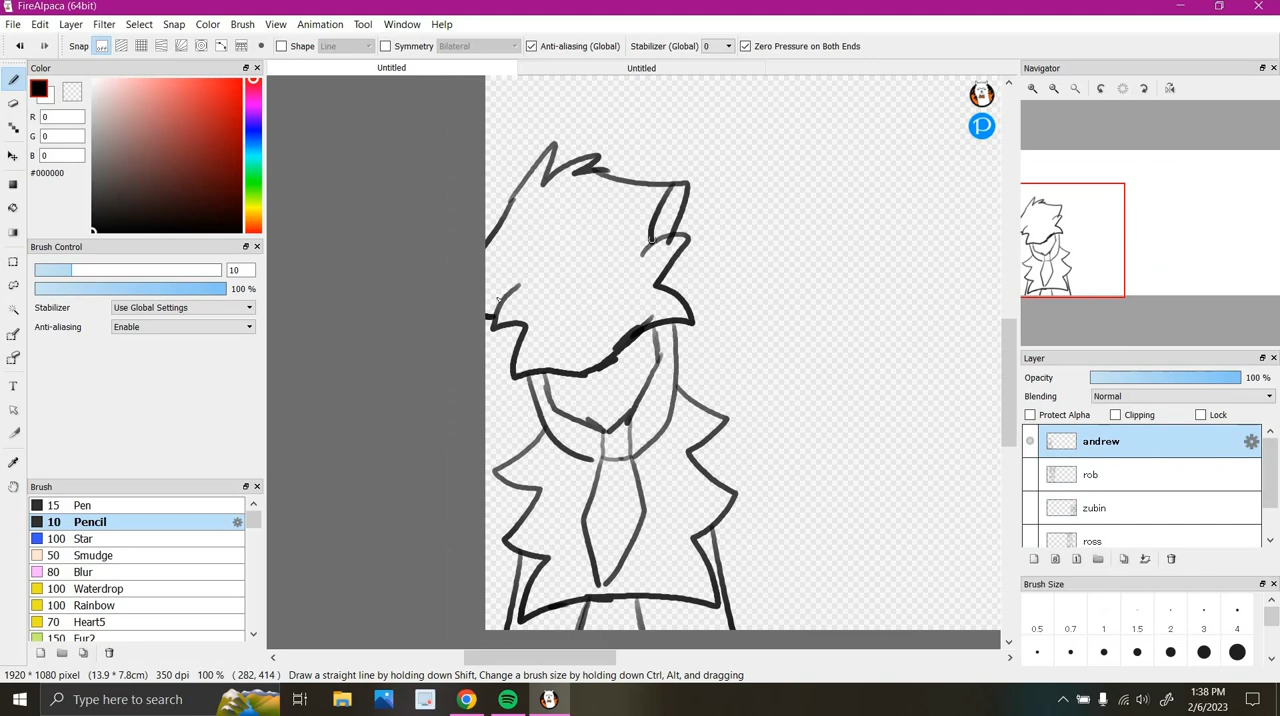 FireAlpaca (64bit)
File Edit Layer Filter Select Snap Color Brush View Animation Tool Window Help
Snap Shape Line Symmetry Bilateral Anti-aliasing (Global) Stabilizer (Global) 0 Zero Pressure on Both Ends
Color
Untitled
Untitled
Navigator
R 0
G 0
B 0
#000000
Brush Control
10
100 %
Stabilizer Use Global Settings
Anti-aliasing Enable
Layer
Opacity 100 %
Blending Normal
Protect Alpha Clipping Lock
andrew
rob
zubin
ross
Brush
15 Pen
10 Pencil
100 Star
50 Smudge
80 Blur
100 Waterdrop
100 Rainbow
70 Heart5
150 Fur2
Brush Size
0.5 0.7 1 1.5 2 3 4
1920 * 1080 pixel (13.9 * 7.8cm) 350 dpi 100 % ( 282, 414 ) Draw a straight line by holding down Shift, Change a brush size by holding down Ctrl, Alt, and dragging
Type here to search
1:38 PM
2/6/2023